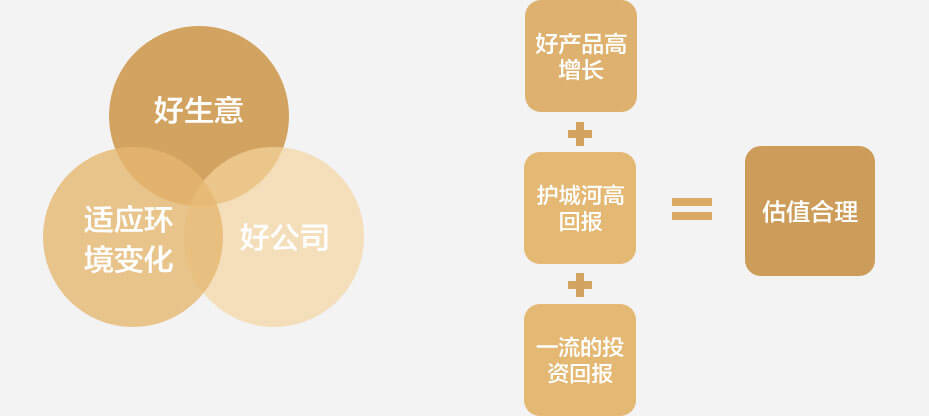 好生意
适应环
境变化
好公司
好产品高
增长
护城河高
回报
一流的投
资回报
估值合理